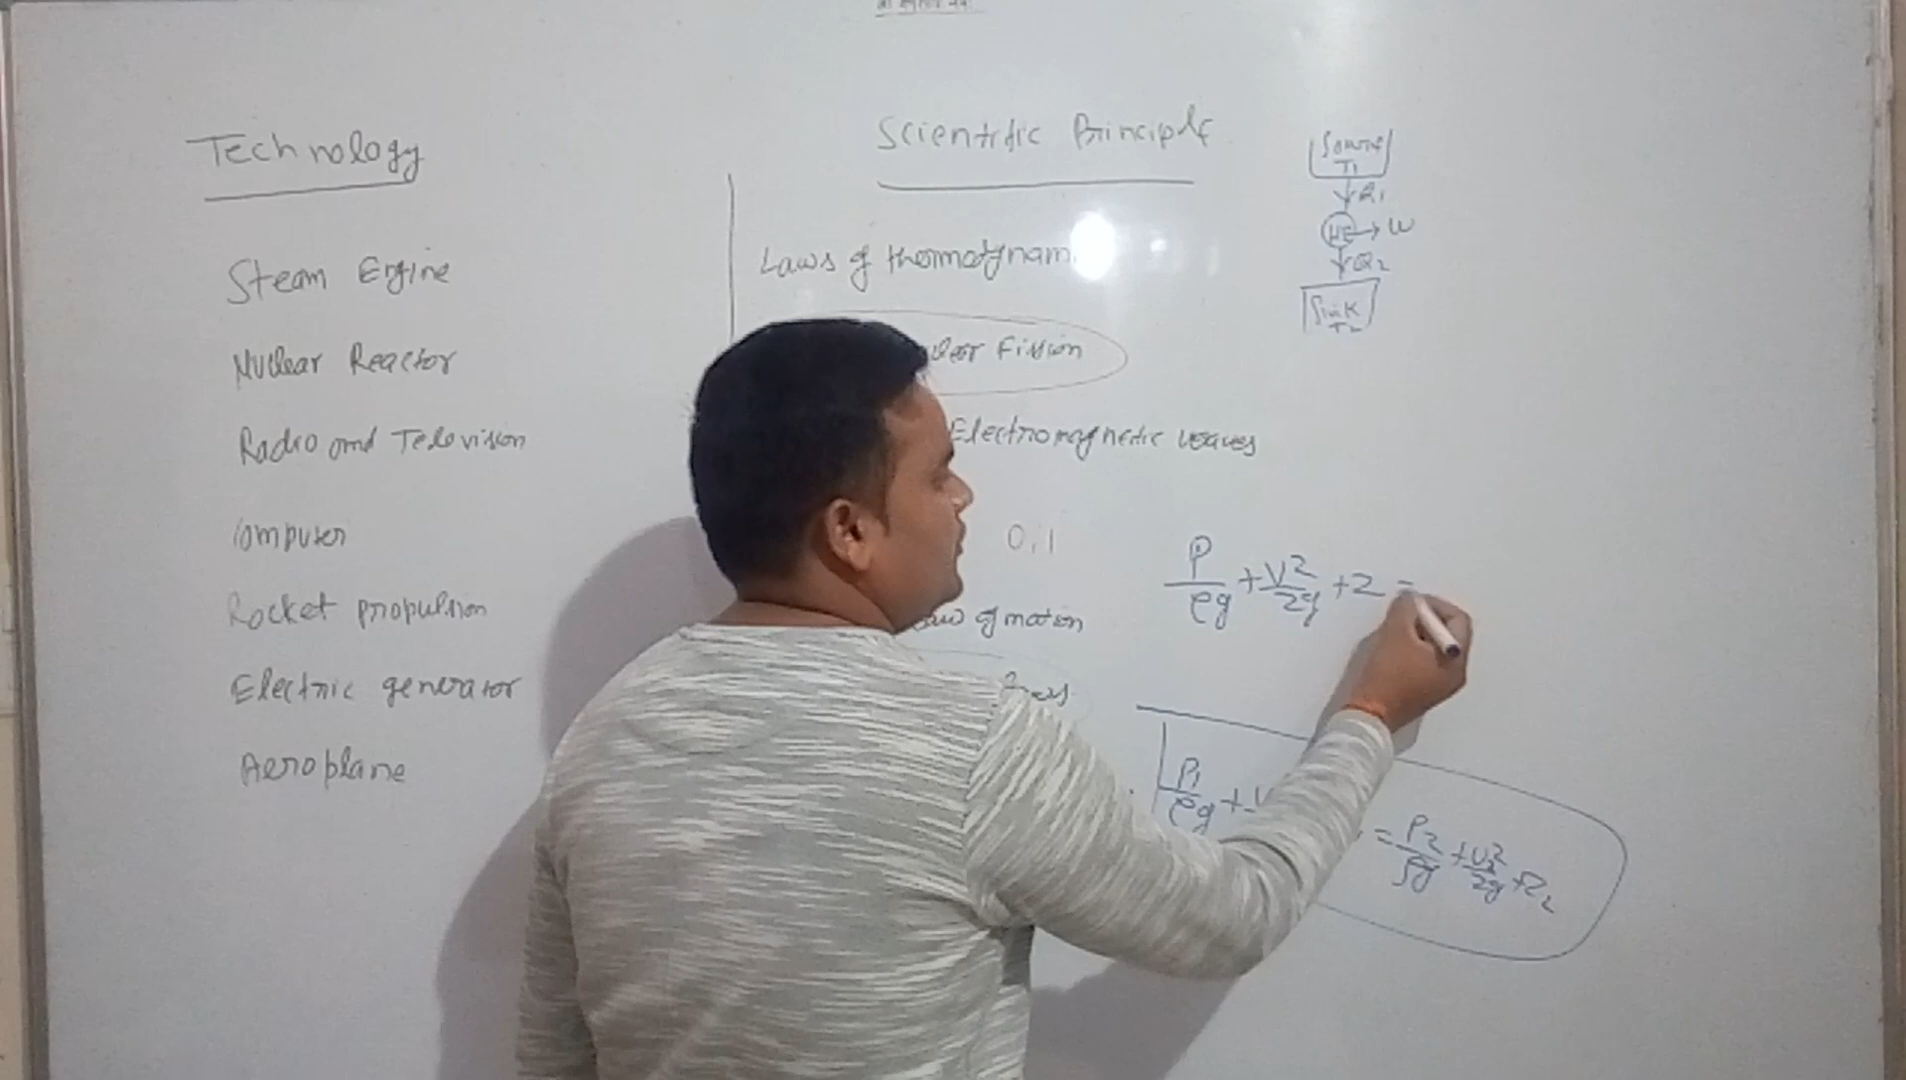 Technology
Steam Engine
Nuclear Reactor
Radio and Television
Computer
Rocket propulsion
Electric generator
Aeroplane
Scientific Principle
Laws of thermodynam
Fission
Electromagnetic waves
0,1
of motion
Source
T1
Q1
HE → W
Q2
Sink
T2
P/ρg + V²/2g + Z =
P1/ρg +
= P2/ρg + V2²/2g + Z2